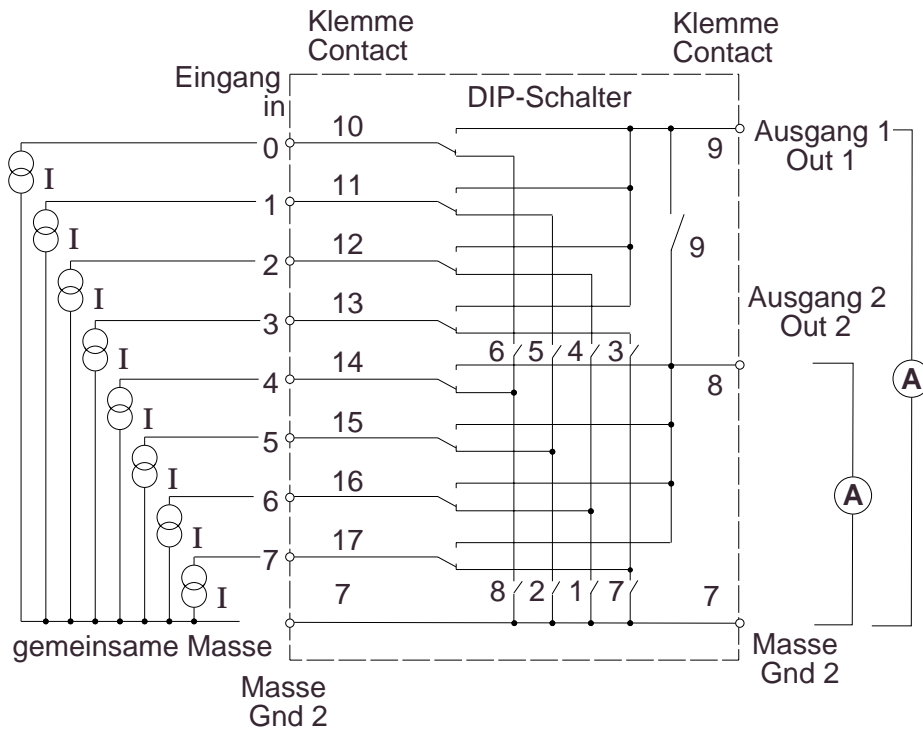 Klemme
Contact
Klemme
Contact
Eingang
in
DIP-Schalter
0 10 9 Ausgang 1
Out 1
I
1 11
I
2 12 9
I
3 13 Ausgang 2
Out 2
I
6 5 4 3
4 14 8
I
A
5 15
I
6 16
A
I
7 17
I
7 8 2 1 7 7
gemeinsame Masse
Masse
Gnd 2
Masse
Gnd 2